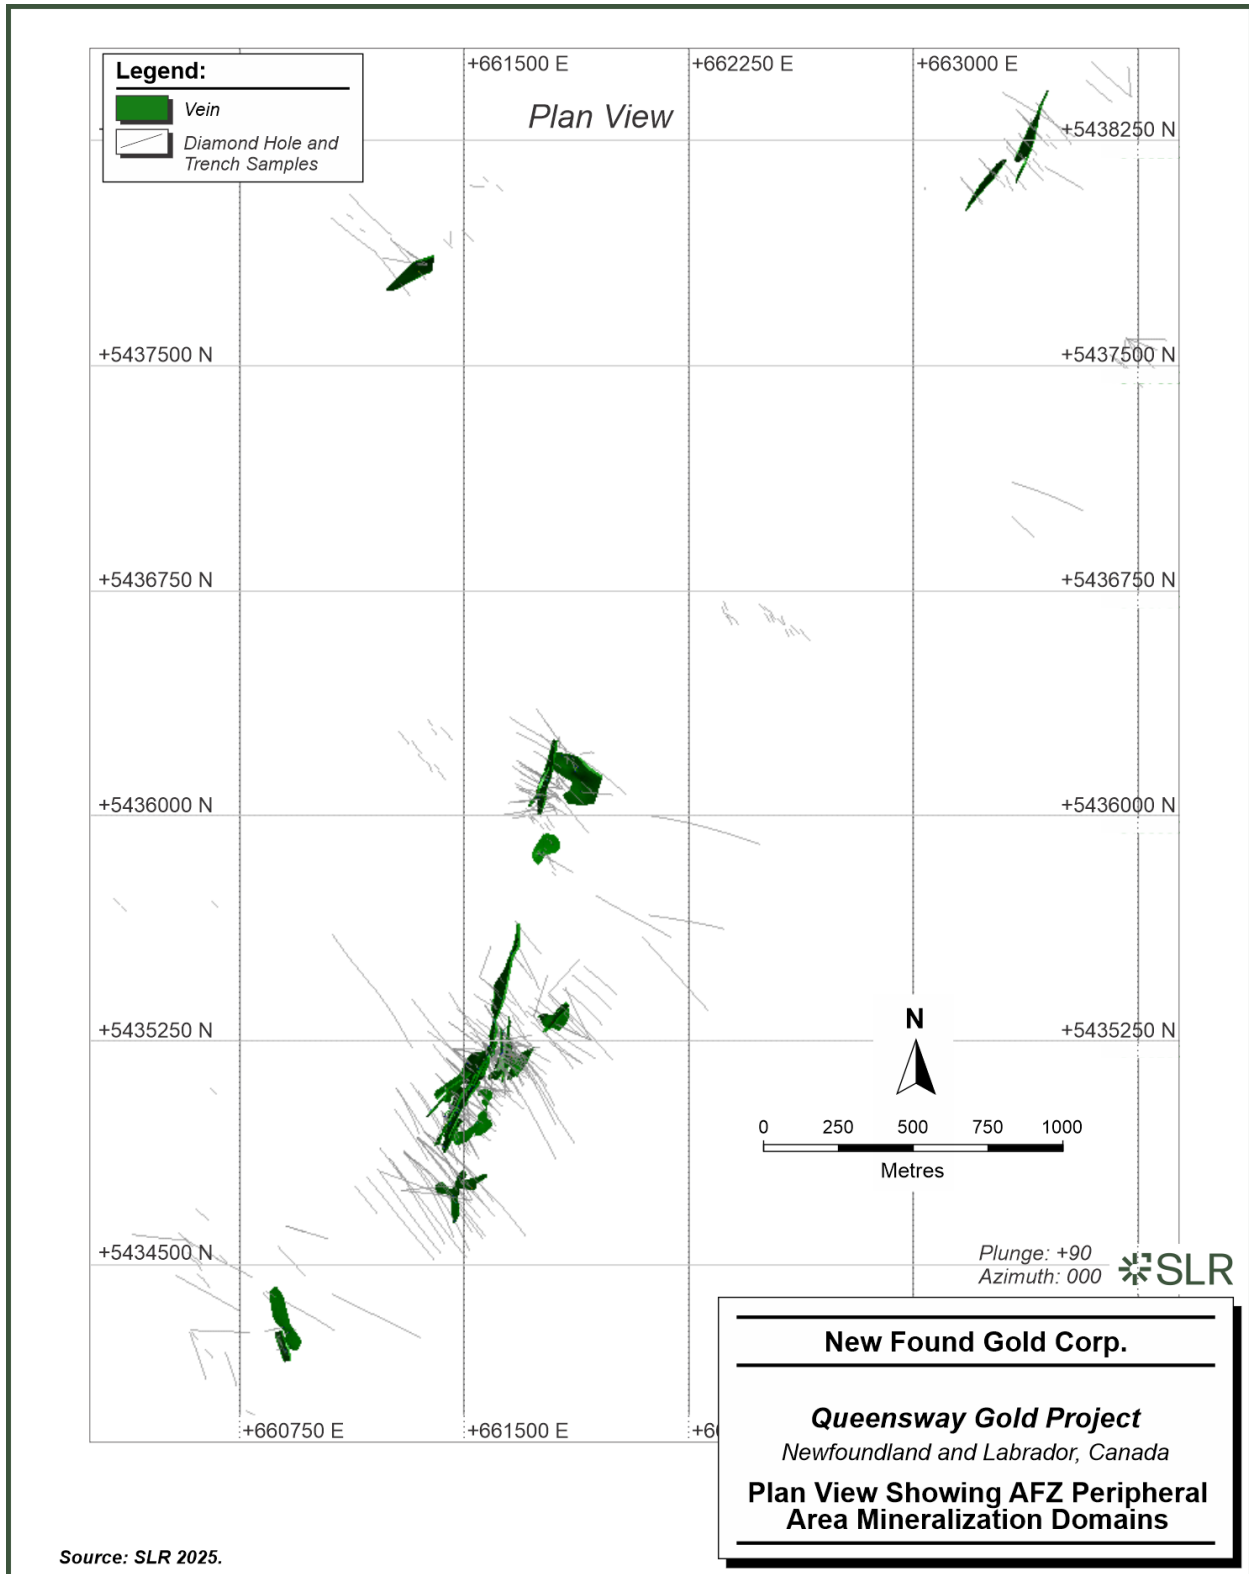 Legend:
Vein
Diamond Hole and
Trench Samples
+661500 E
+662250 E
+663000 E
Plan View
+5438250 N
+5437500 N
+5437500 N
+5436750 N
+5436750 N
+5436000 N
+5436000 N
+5435250 N
+5435250 N
N
0 250 500 750 1000
Metres
+5434500 N
Plunge: +90
Azimuth: 000
SLR
+660750 E
+661500 E
New Found Gold Corp.
Queensway Gold Project
Newfoundland and Labrador, Canada
Plan View Showing AFZ Peripheral
Area Mineralization Domains
Source: SLR 2025.